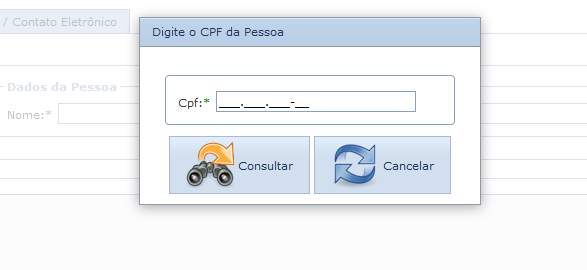 / Contato Eletrônico
Digite o CPF da Pessoa
Dados da Pessoa
Nome:*
Cpf:* ___.___.___-__
Consultar
Cancelar